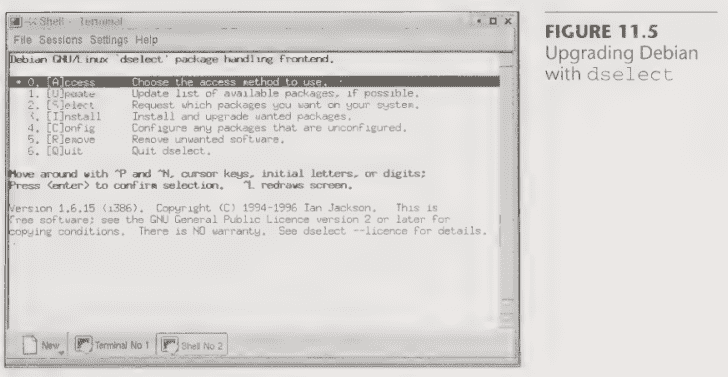 Shell - Terminal
File Sessions Settings Help
Debian GNU/Linux `dselect' package handling frontend.
* 0. [A]ccess Choose the access method to use.
1. [U]pdate Update list of available packages, if possible.
2. [S]elect Request which packages you want on your system.
3. [I]nstall Install and upgrade wanted packages.
4. [C]onfig Configure any packages that are unconfigured.
5. [R]emove Remove unwanted software.
6. [Q]uit Quit dselect.
Move around with ^P and ^N, cursor keys, initial letters, or digits;
Press <enter> to confirm selection. ^L redraws screen.
Version 1.6.15 (i386). Copyright (C) 1994-1996 Ian Jackson. This is
free software; see the GNU General Public Licence version 2 or later for
copying conditions. There is NO warranty. See dselect --licence for details.
New Terminal No 1 Shell No 2
FIGURE 11.5
Upgrading Debian
with dselect